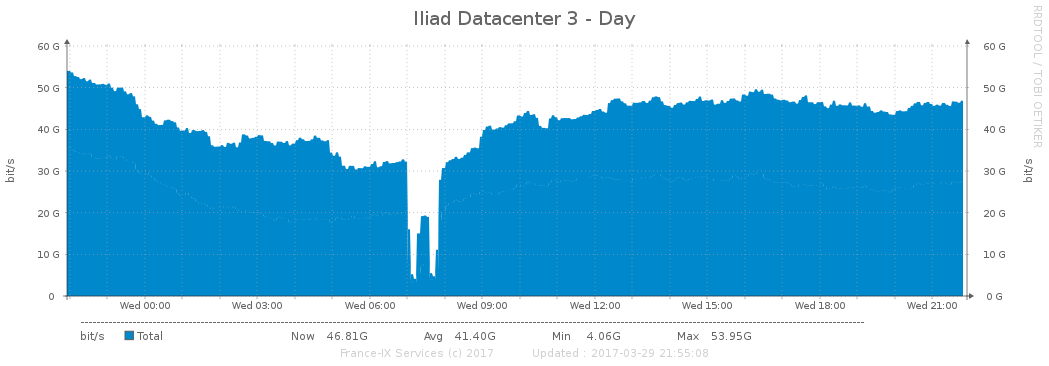 Iliad Datacenter 3 - Day
RRDTOOL / TOBI OETIKER
bit/s
60 G
50 G
40 G
30 G
20 G
10 G
0
60 G
50 G
40 G
30 G
20 G
10 G
0 G
bit/s
Wed 00:00 Wed 03:00 Wed 06:00 Wed 09:00 Wed 12:00 Wed 15:00 Wed 18:00 Wed 21:00
bit/s Total Now 46.81G Avg 41.40G Min 4.06G Max 53.95G
France-IX Services (c) 2017 Updated : 2017-03-29 21:55:08